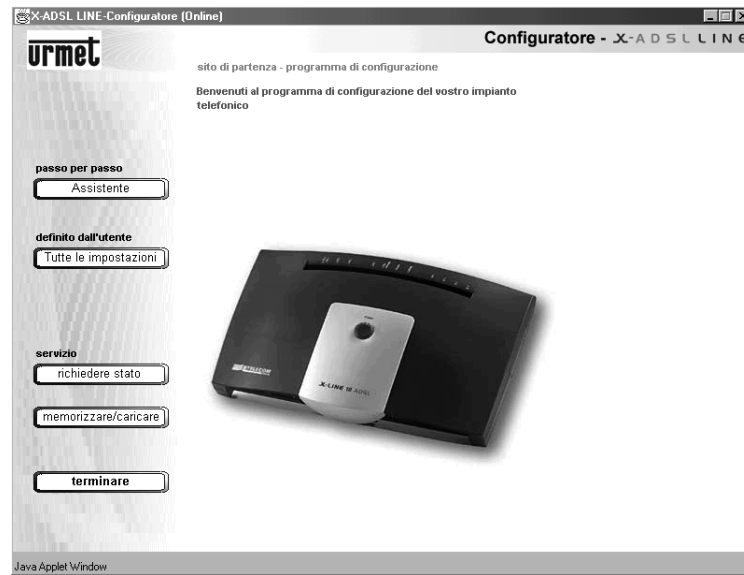 X-ADSL LINE-Configuratore (Online)
urmet
Configuratore - X-ADSL LINE
sito di partenza - programma di configurazione
Benvenuti al programma di configurazione del vostro impianto
telefonico
passo per passo
Assistente
definito dall'utente
Tutte le impostazioni
servizio
richiedere stato
memorizzare/caricare
terminare
X-LINE 18 ADSL
Java Applet Window